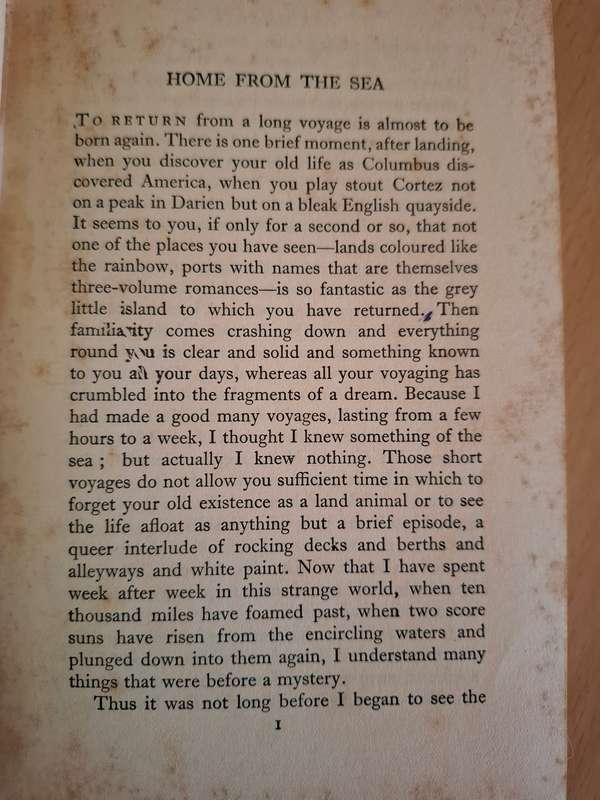 HOME FROM THE SEA
To RETURN from a long voyage is almost to be
born again. There is one brief moment, after landing,
when you discover your old life as Columbus dis-
covered America, when you play stout Cortez not
on a peak in Darien but on a bleak English quayside.
It seems to you, if only for a second or so, that not
one of the places you have seen—lands coloured like
the rainbow, ports with names that are themselves
three-volume romances—is so fantastic as the grey
little island to which you have returned. Then
familiarity comes crashing down and everything
round you is clear and solid and something known
to you all your days, whereas all your voyaging has
crumbled into the fragments of a dream. Because I
had made a good many voyages, lasting from a few
hours to a week, I thought I knew something of the
sea ; but actually I knew nothing. Those short
voyages do not allow you sufficient time in which to
forget your old existence as a land animal or to see
the life afloat as anything but a brief episode, a
queer interlude of rocking decks and berths and
alleyways and white paint. Now that I have spent
week after week in this strange world, when ten
thousand miles have foamed past, when two score
suns have risen from the encircling waters and
plunged down into them again, I understand many
things that were before a mystery.
Thus it was not long before I began to see the
I